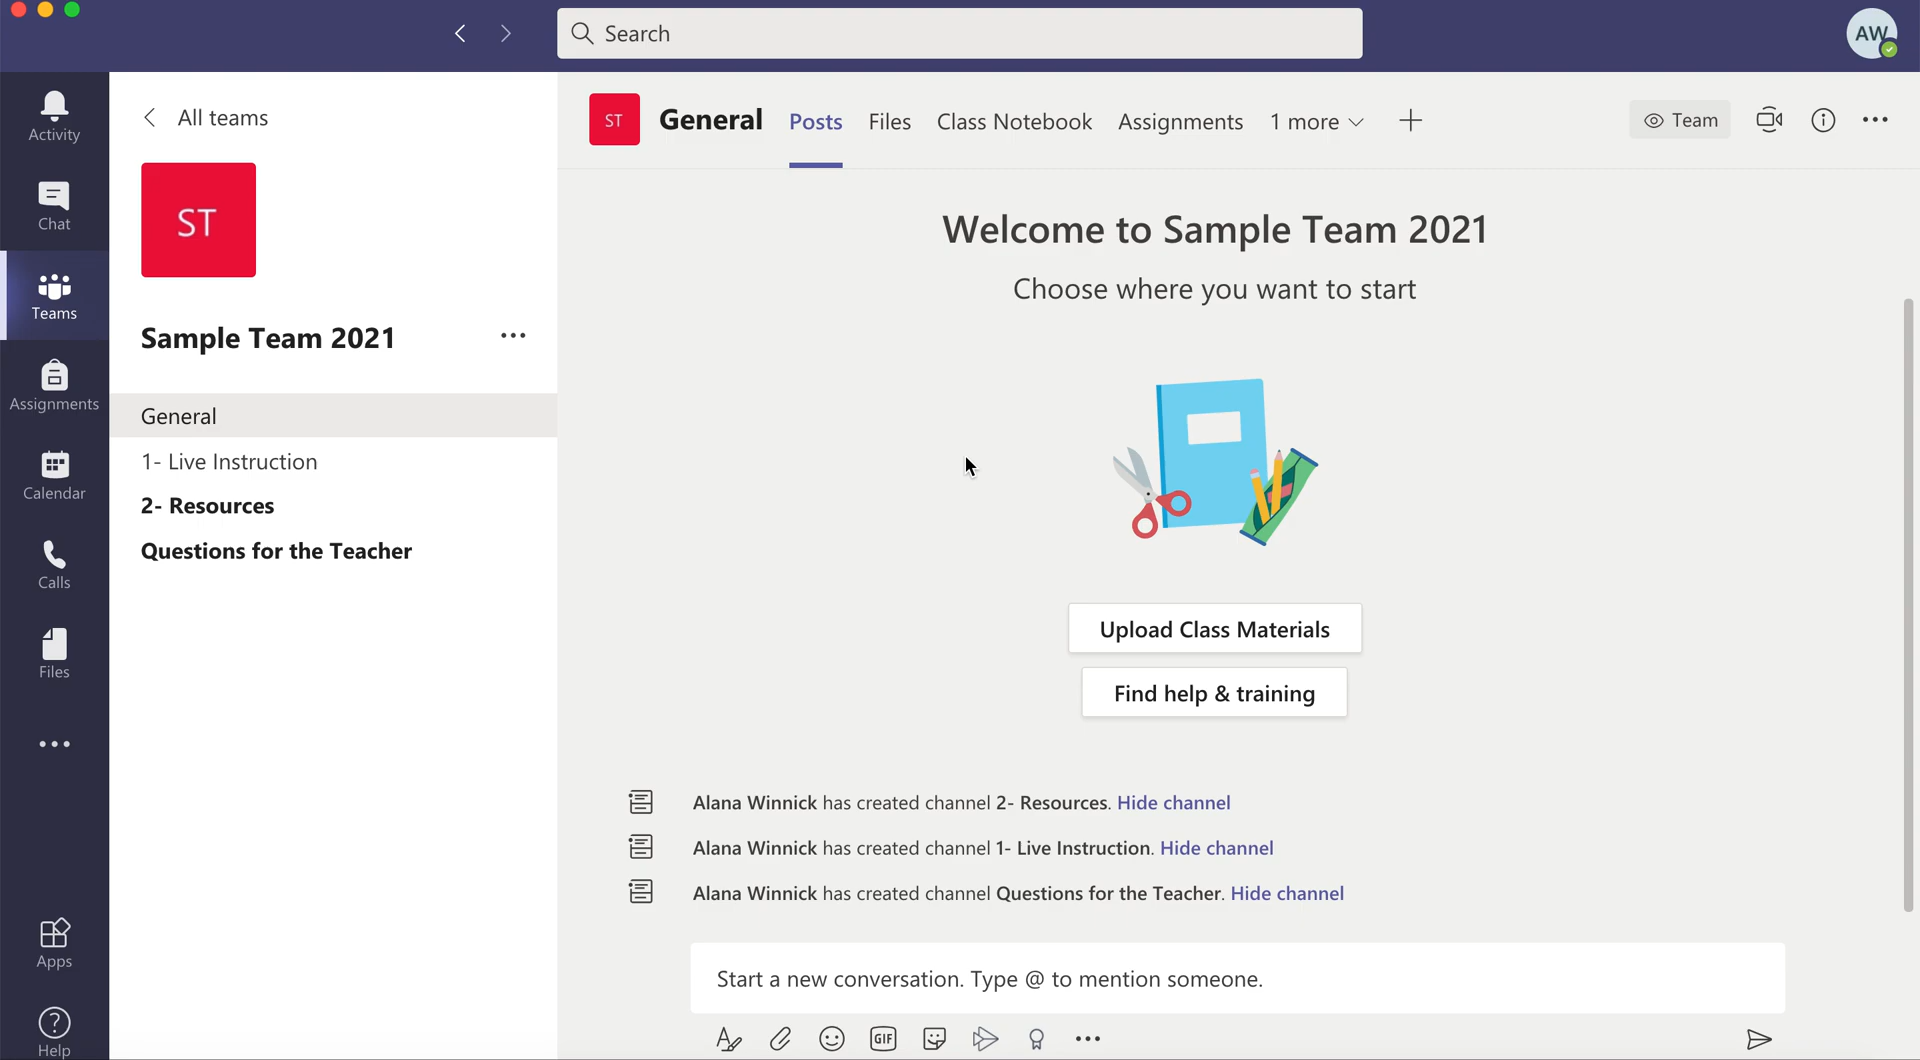 Search
AW
Activity
Chat
Teams
Assignments
Calendar
Calls
Files
Apps
Help
All teams
ST
Sample Team 2021
General
1- Live Instruction
2- Resources
Questions for the Teacher
ST General Posts Files Class Notebook Assignments 1 more Team
Welcome to Sample Team 2021
Choose where you want to start
Upload Class Materials
Find help & training
Alana Winnick has created channel 2- Resources. Hide channel
Alana Winnick has created channel 1- Live Instruction. Hide channel
Alana Winnick has created channel Questions for the Teacher. Hide channel
Start a new conversation. Type @ to mention someone.
GIF